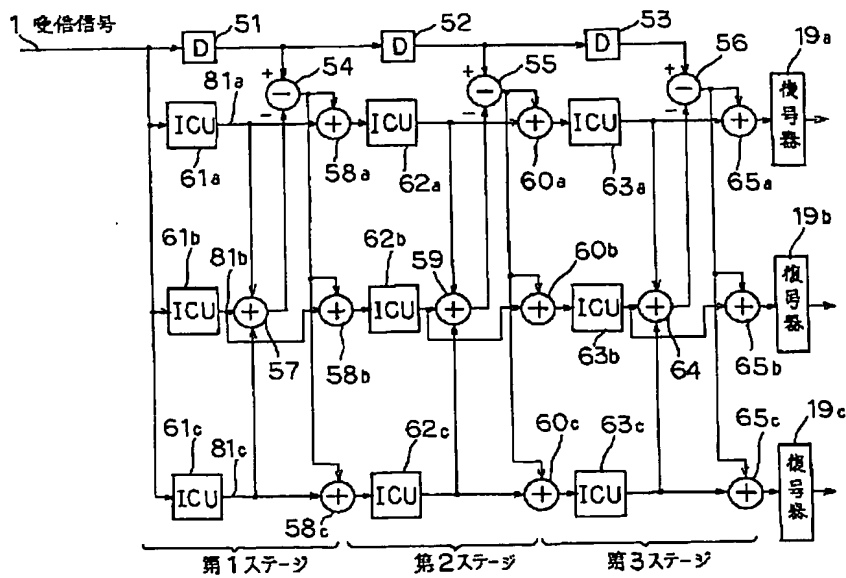 1 受信信号
D 51
D 52
D 53
+ − 54
+ − 55
+ − 56
−
−
−
19a
復号器
81a
ICU
61a
+
58a
ICU
62a
+
60a
ICU
63a
+
65a
61b
81b
ICU
+
57
+
58b
62b
ICU
59
+
60b
+
ICU
63b
+
64
+
65b
19b
復号器
61c
81c
ICU
+
58c
62c
ICU
60c
+
63c
ICU
65c
+
19c
復号器
第1ステージ
第2ステージ
第3ステージ